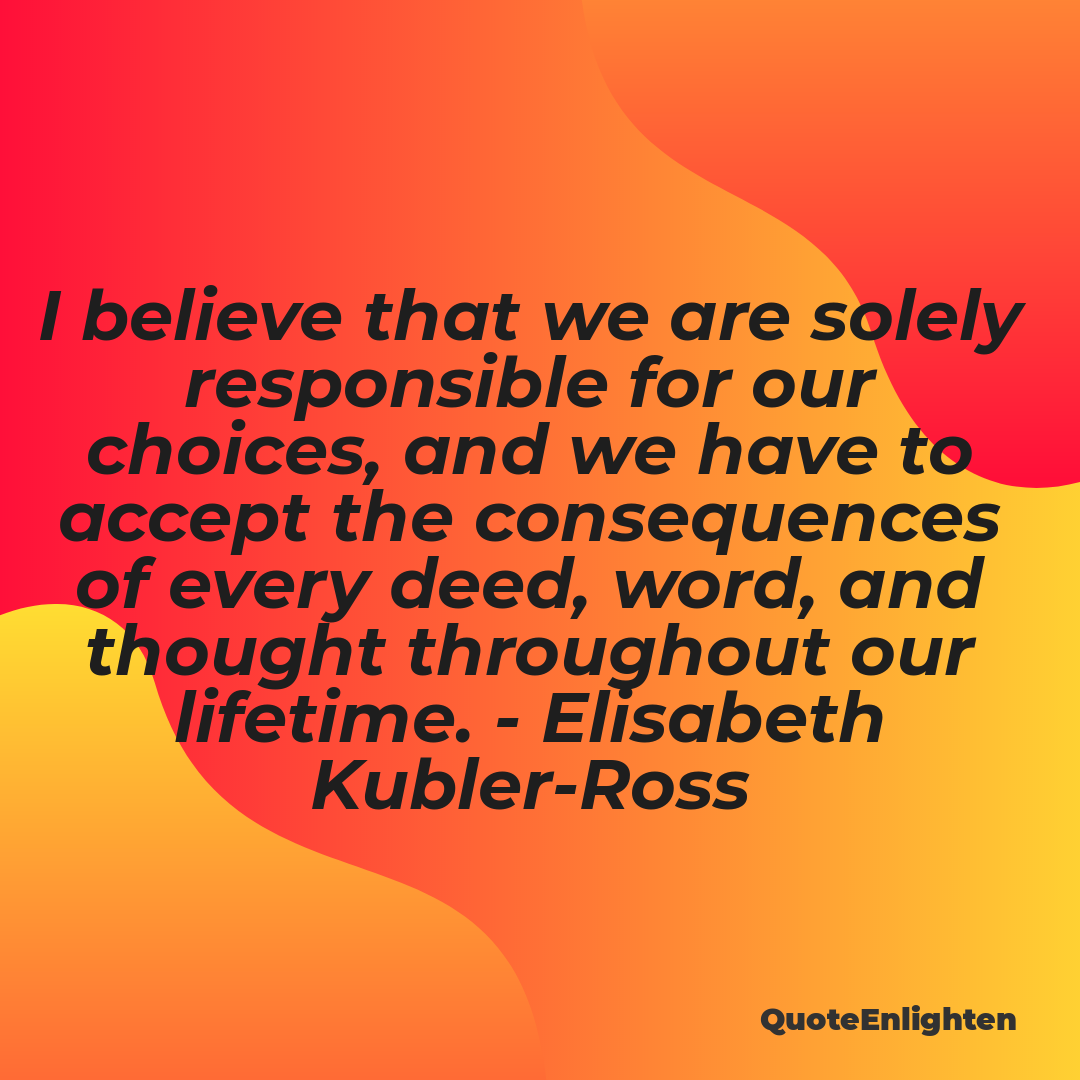 I believe that we are solely
responsible for our
choices, and we have to
accept the consequences
of every deed, word, and
thought throughout our
lifetime. - Elisabeth
Kubler-Ross
QuoteEnlighten